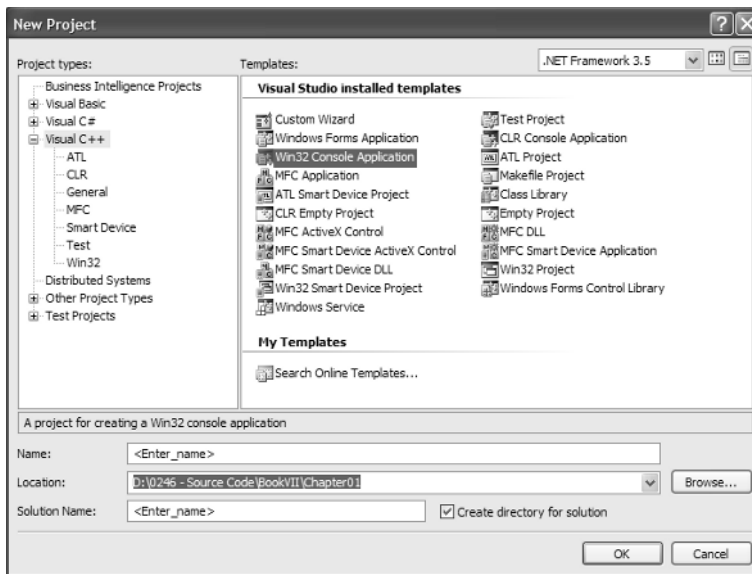 New Project
Project types:
Templates:
.NET Framework 3.5
Business Intelligence Projects
Visual Basic
Visual C#
Visual C++
ATL
CLR
General
MFC
Smart Device
Test
Win32
Distributed Systems
Other Project Types
Test Projects
Visual Studio installed templates
Custom Wizard
Windows Forms Application
Win32 Console Application
MFC Application
ATL Smart Device Project
CLR Empty Project
MFC ActiveX Control
MFC Smart Device ActiveX Control
MFC Smart Device DLL
Win32 Smart Device Project
Windows Service
Test Project
CLR Console Application
ATL Project
Makefile Project
Class Library
Empty Project
MFC DLL
MFC Smart Device Application
Win32 Project
Windows Forms Control Library
My Templates
Search Online Templates...
A project for creating a Win32 console application
Name:
<Enter_name>
Location:
D:\0246 - Source Code\BookVII\Chapter01
Browse...
Solution Name:
<Enter_name>
Create directory for solution
OK
Cancel